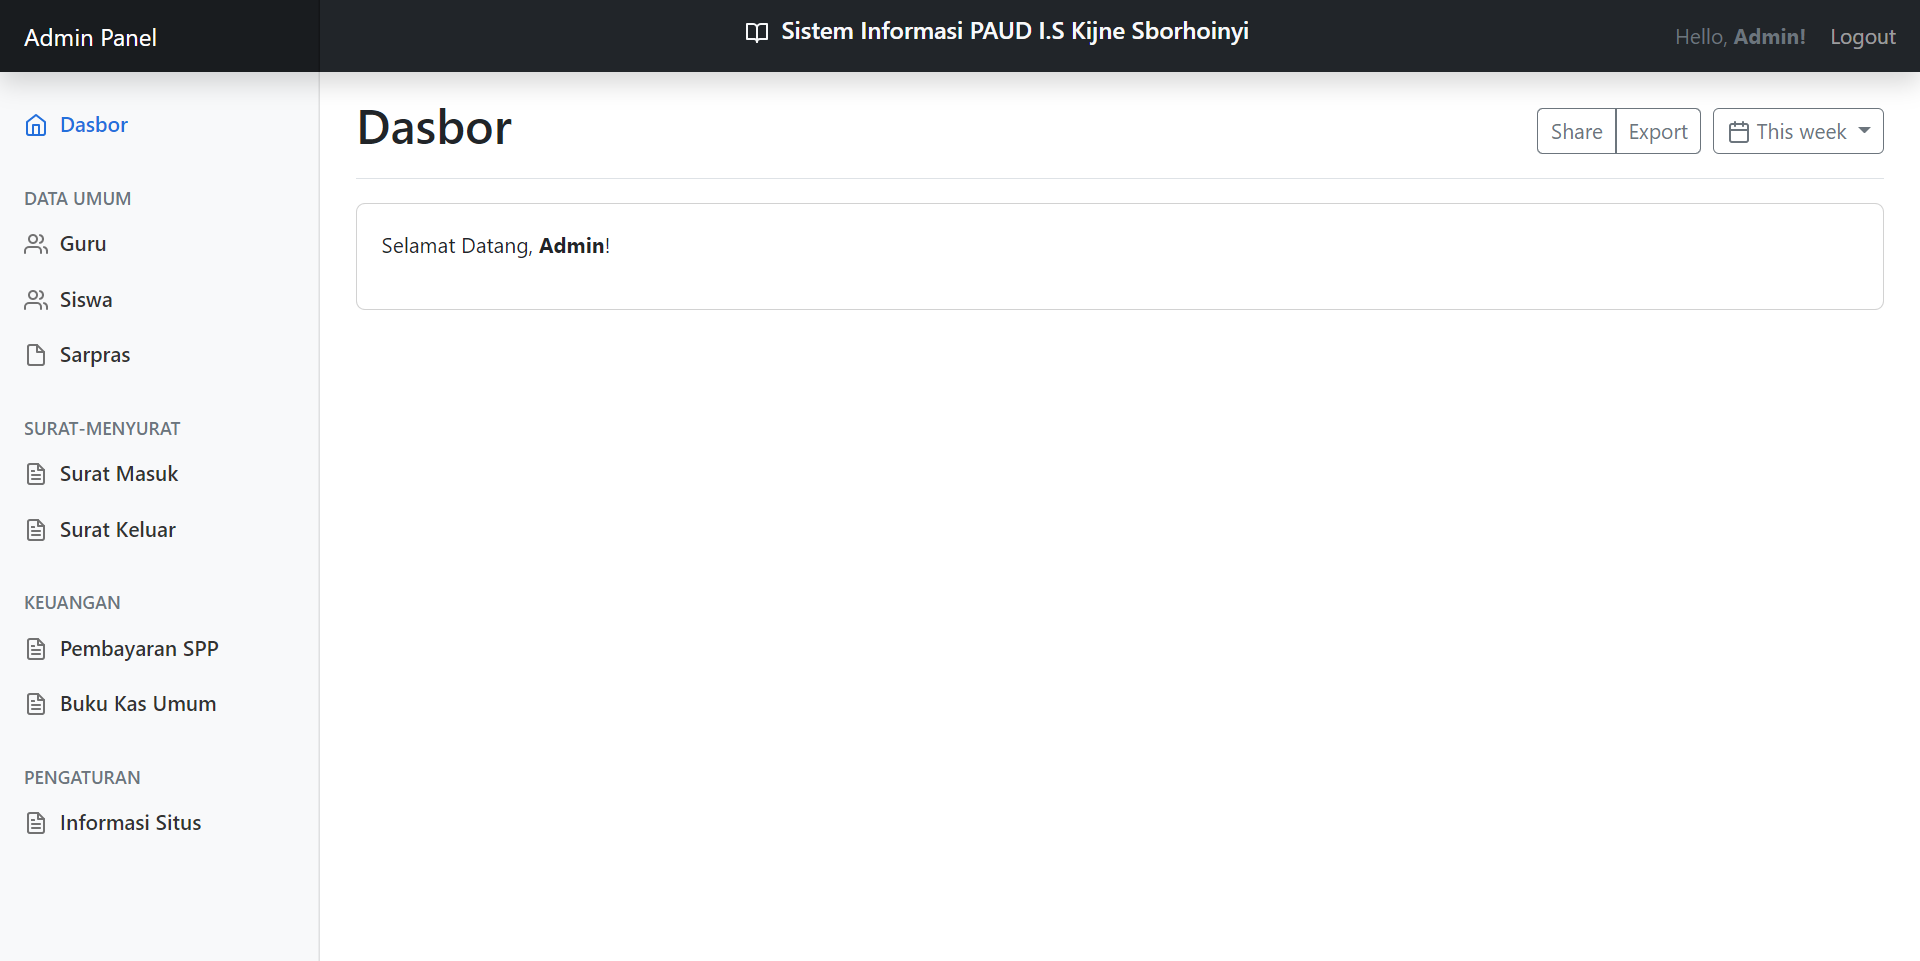 Admin Panel
Sistem Informasi PAUD I.S Kijne Sborhoinyi
Hello, Admin!
Logout
Dasbor
DATA UMUM
Guru
Siswa
Sarpras
SURAT-MENYURAT
Surat Masuk
Surat Keluar
KEUANGAN
Pembayaran SPP
Buku Kas Umum
PENGATURAN
Informasi Situs
Dasbor
Share
Export
This week
Selamat Datang, Admin!